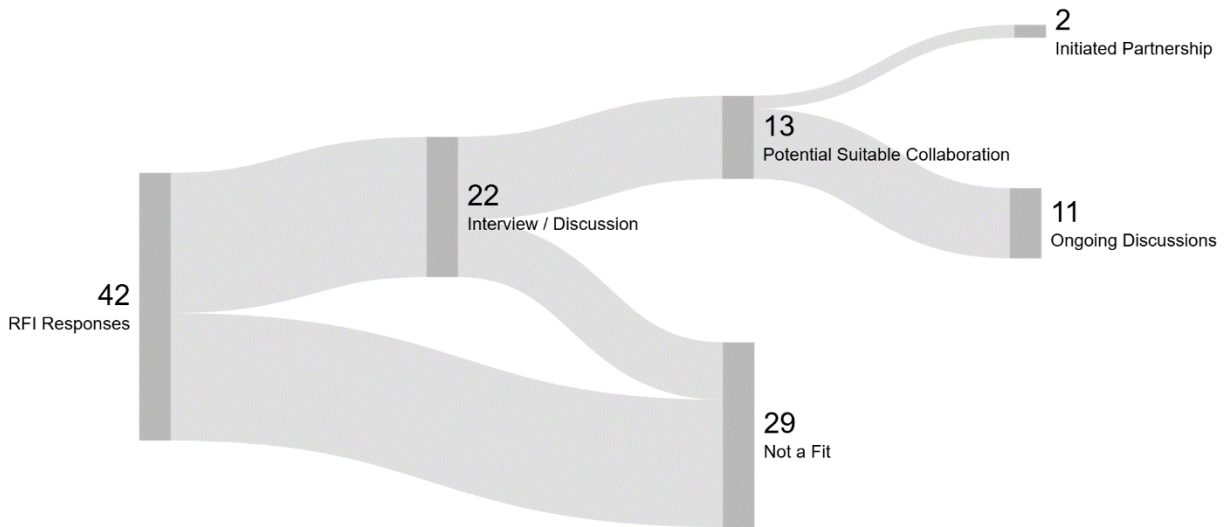 2
Initiated Partnership
13
Potential Suitable Collaboration
22
Interview / Discussion
11
Ongoing Discussions
42
RFI Responses
29
Not a Fit